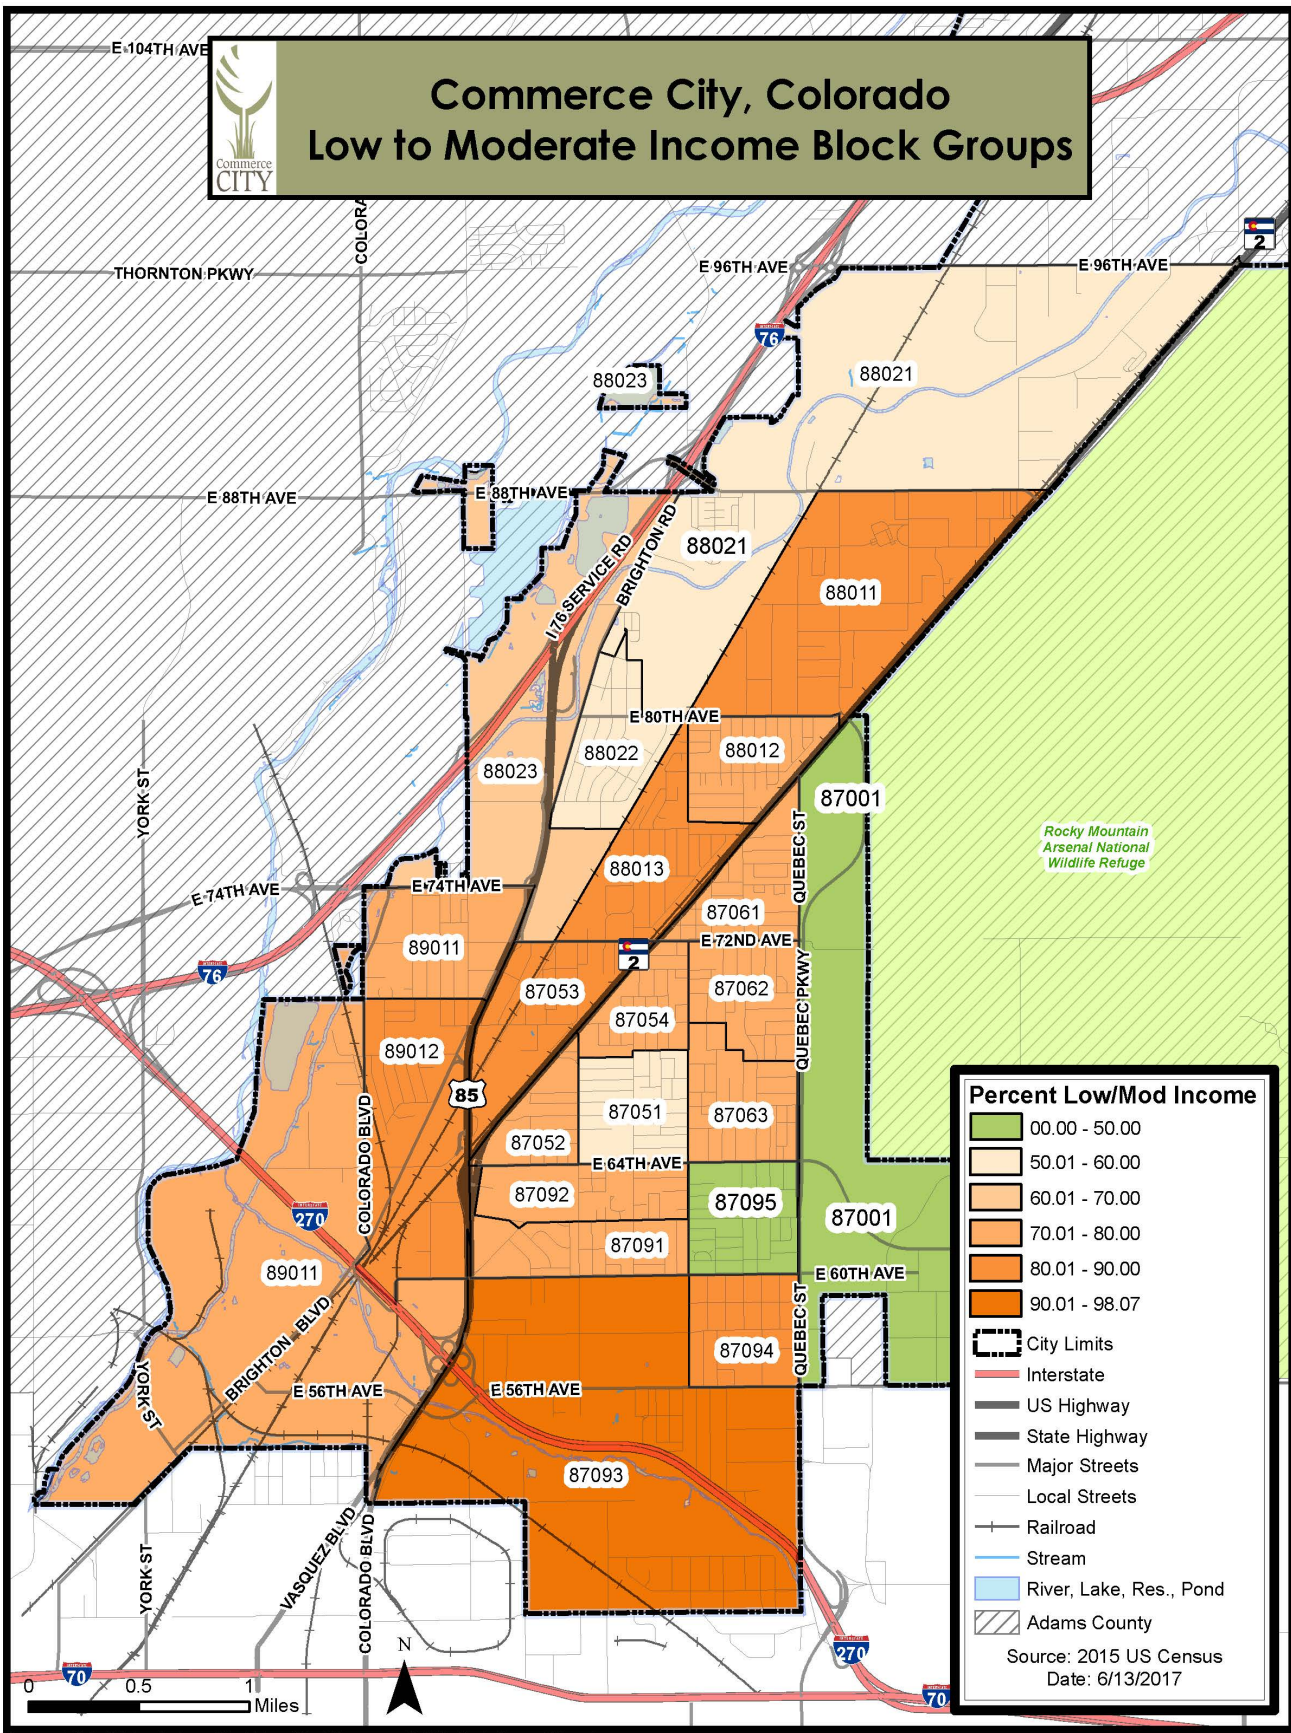 E 104TH AVE
Commerce
CITY
Commerce City, Colorado
Low to Moderate Income Block Groups
COLORA
2
THORNTON PKWY
E 96TH AVE
E 96TH AVE
76
88023
88021
E 88TH AVE
E 88TH AVE
I 76 SERVICE RD
BRIGHTON RD
88021
88011
E 80TH AVE
88022
88012
88023
87001
YORK ST
QUEBEC ST
Rocky Mountain
Arsenal National
Wildlife Refuge
88013
E 74TH AVE
E 74TH AVE
87061
89011
E 72ND AVE
2
76
87053
87062
QUEBEC PKWY
87054
89012
85
87051
87063
COLORADO BLVD
87052
E 64TH AVE
87092
87095
87001
270
87091
89011
E 60TH AVE
BRIGHTON BLVD
QUEBEC ST
87094
YORK ST
E 56TH AVE
E 56TH AVE
87093
VASQUEZ BLVD
COLORADO BLVD
YORK ST
N
270
70
70
0 0.5 1
Miles
Percent Low/Mod Income
00.00 - 50.00
50.01 - 60.00
60.01 - 70.00
70.01 - 80.00
80.01 - 90.00
90.01 - 98.07
City Limits
Interstate
US Highway
State Highway
Major Streets
Local Streets
Railroad
Stream
River, Lake, Res., Pond
Adams County
Source: 2015 US Census
Date: 6/13/2017